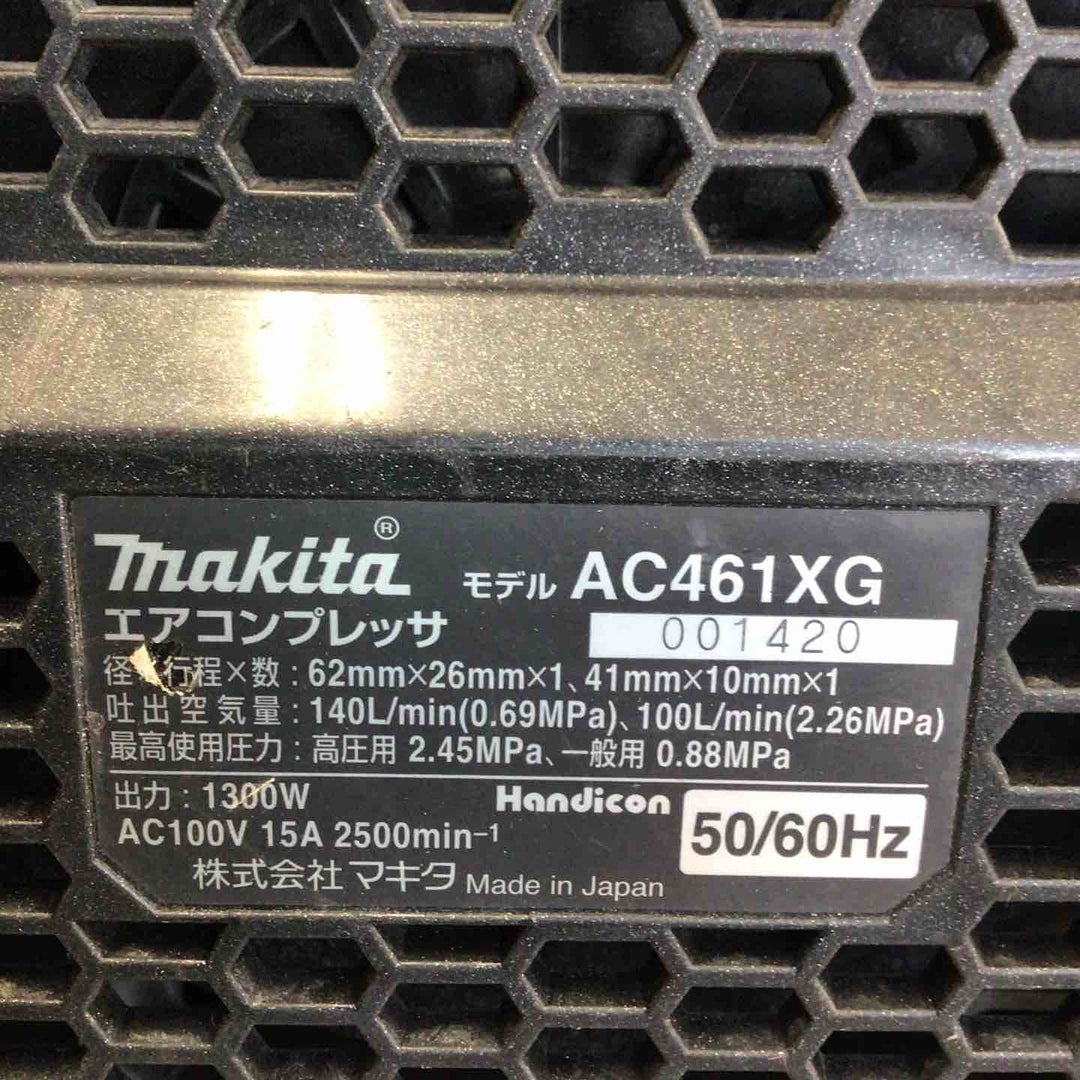 makita®
モデル AC461XG
エアコンプレッサ
001420
径 行程×数 : 62mm×26mm×1、41mm×10mm×1
吐出空気量 : 140L/min(0.69MPa)、100L/min(2.26MPa)
最高使用圧力 : 高圧用 2.45MPa、一般用 0.88MPa
出力 : 1300W
Handicon
50/60Hz
AC100V 15A 2500min⁻¹
株式会社 マキタ Made in Japan